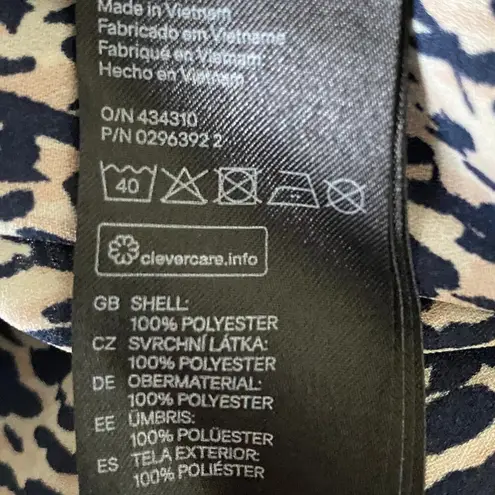 Made in Vietnam
Fabricado em Vietname
Fabriqué en Vietnam
Hecho en Vietnam
O/N 434310
P/N 0296392 2
40
clevercare.info
GB SHELL:
100% POLYESTER
CZ SVRCHNÍ LÁTKA:
100% POLYESTER
DE OBERMATERIAL:
100% POLYESTER
EE ÜMBRIS:
100% POLÜESTER
ES TELA EXTERIOR:
100% POLIÉSTER